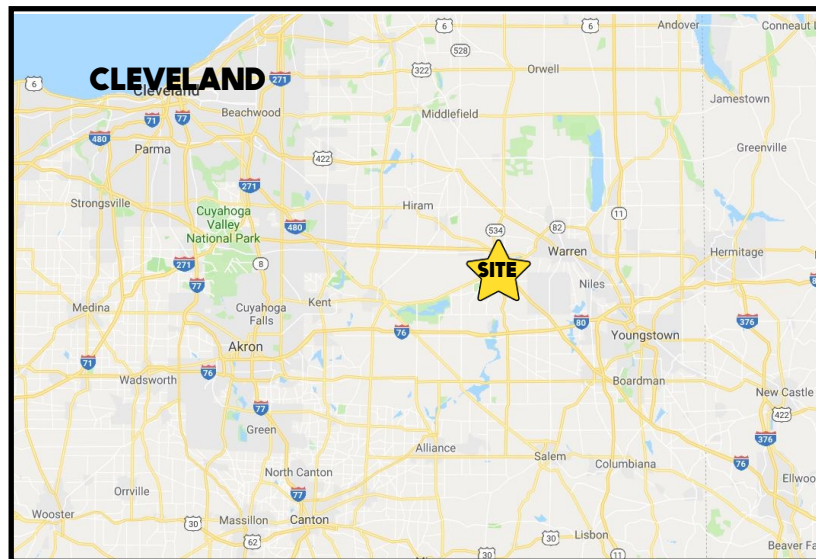 6
6
Andover
Conneaut L
528
CLEVELAND
Cleveland
271
322
Orwell
6
Beachwood
Middlefield
Jamestown
71
77
480
Parma
422
Greenville
271
Strongsville
Hiram
Cuyahoga
Valley
National Park
480
11
534
82
Warren
Hermitage
271
8
SITE
77
Niles
Medina
Cuyahoga
Falls
Kent
80
376
76
Youngstown
Akron
71
76
Wadsworth
Boardman
New Castle
77
422
Green
376
Alliance
Salem
Columbiana
76
North Canton
Ellwoo
Orrville
77
Wooster
30
Massillon
Canton
62
Lisbon
30
30
11
Beaver Fa